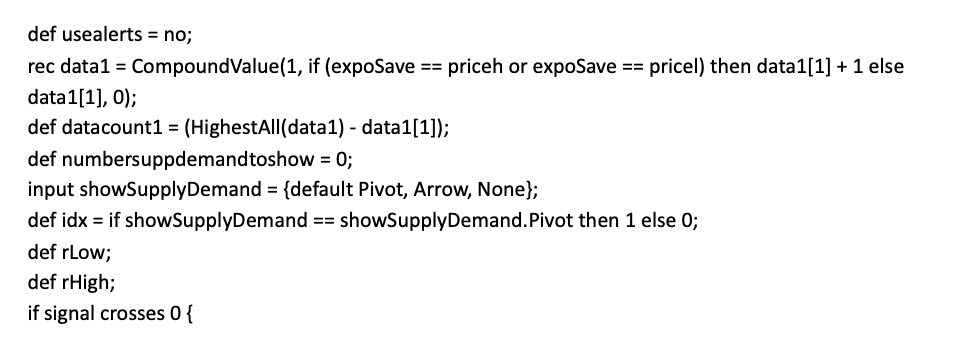 def usealerts = no;
rec data1 = CompoundValue(1, if (expoSave == priceh or expoSave == pricel) then data1[1] + 1 else
data1[1], 0);
def datacount1 = (HighestAll(data1) - data1[1]);
def numbersuppdemandtoshow = 0;
input showSupplyDemand = {default Pivot, Arrow, None};
def idx = if showSupplyDemand == showSupplyDemand.Pivot then 1 else 0;
def rLow;
def rHigh;
if signal crosses 0 {